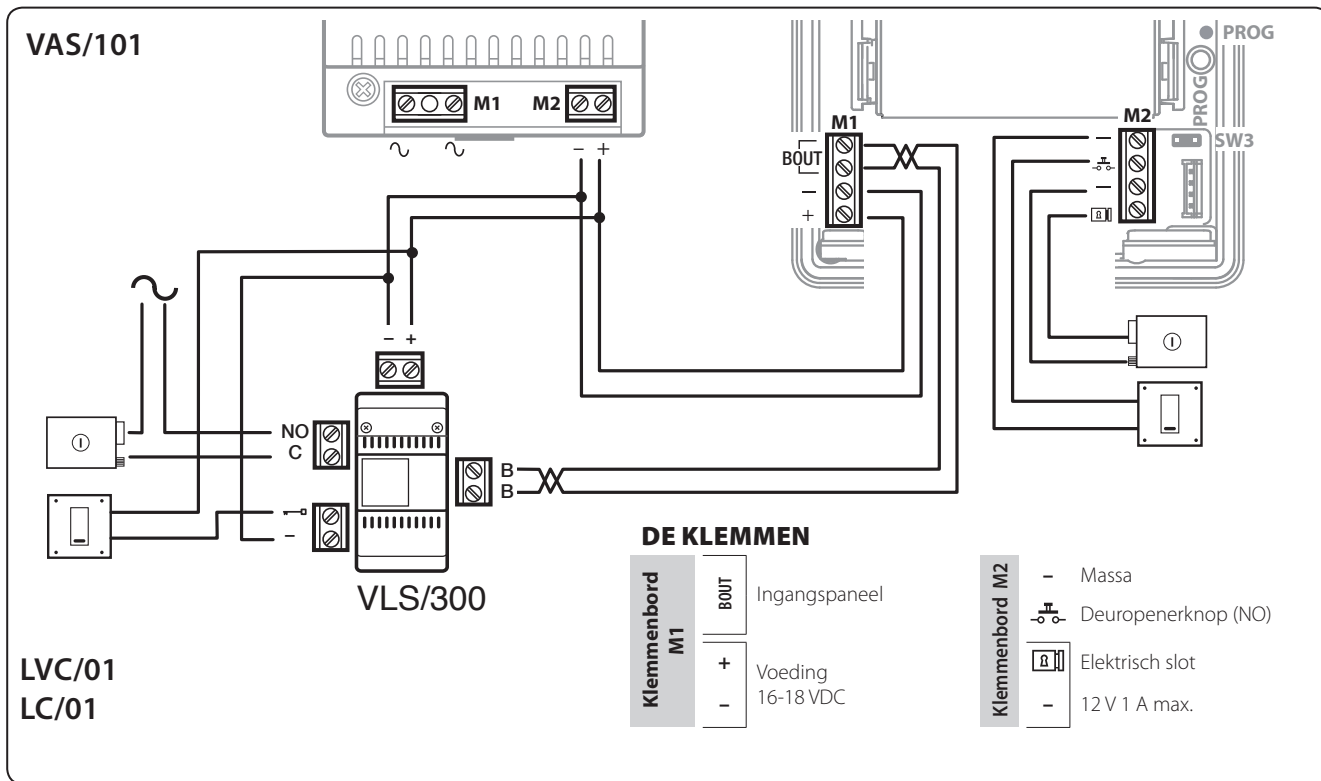 VAS/101
M1
M2
− +
PROG
PROG
SW3
M1
M2
BOUT
−
+
−
−
− +
NO
C
−
B
B
VLS/300
LVC/01
LC/01
DE KLEMMEN
Klemmenbord M1
BOUT
Ingangspaneel
+
−
Voeding
16-18 VDC
Klemmenbord M2
– Massa
Deuropenerknop (NO)
Elektrisch slot
– 12 V 1 A max.